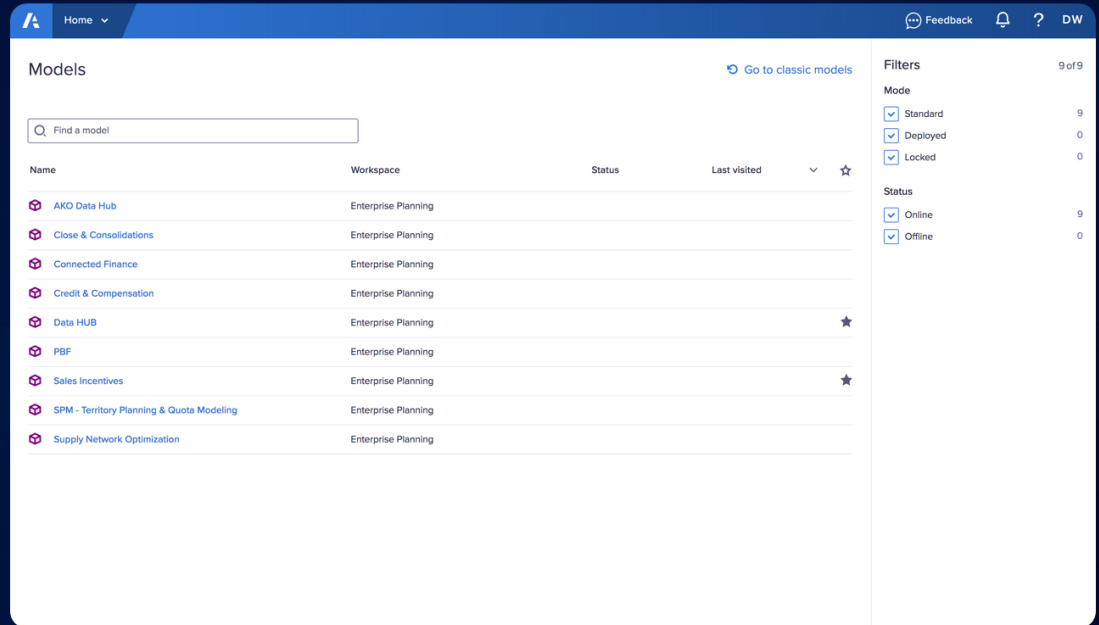 Home
Feedback
?
DW
Models
Go to classic models
Find a model
Name Workspace Status Last visited
AKO Data Hub Enterprise Planning
Close & Consolidations Enterprise Planning
Connected Finance Enterprise Planning
Credit & Compensation Enterprise Planning
Data HUB Enterprise Planning
PBF Enterprise Planning
Sales Incentives Enterprise Planning
SPM - Territory Planning & Quota Modeling Enterprise Planning
Supply Network Optimization Enterprise Planning
Filters 9 of 9
Mode
Standard 9
Deployed 0
Locked 0
Status
Online 9
Offline 0